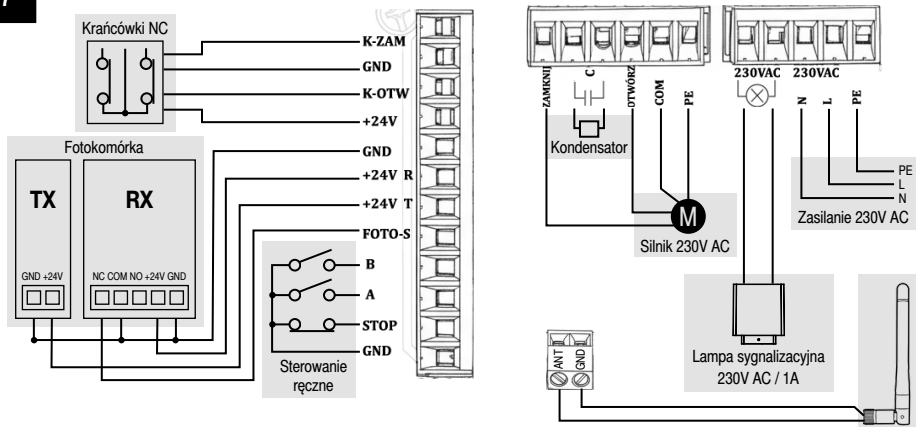 Krańcówki NC
K-ZAM
GND
K-OTW
+24V
GND
+24V R
+24V T
FOTO-S
B
A
STOP
GND
Fotokomórka
TX
RX
GND +24V
NC COM NO +24V GND
Sterowanie
ręczne
ZAMKNIJ
C
OTWÓRZ
COM
PE
Kondensator
M
Silnik 230V AC
230VAC
230VAC
N
L
PE
PE
L
N
Zasilanie 230V AC
Lampa sygnalizacyjna
230V AC / 1A
ANT
GND